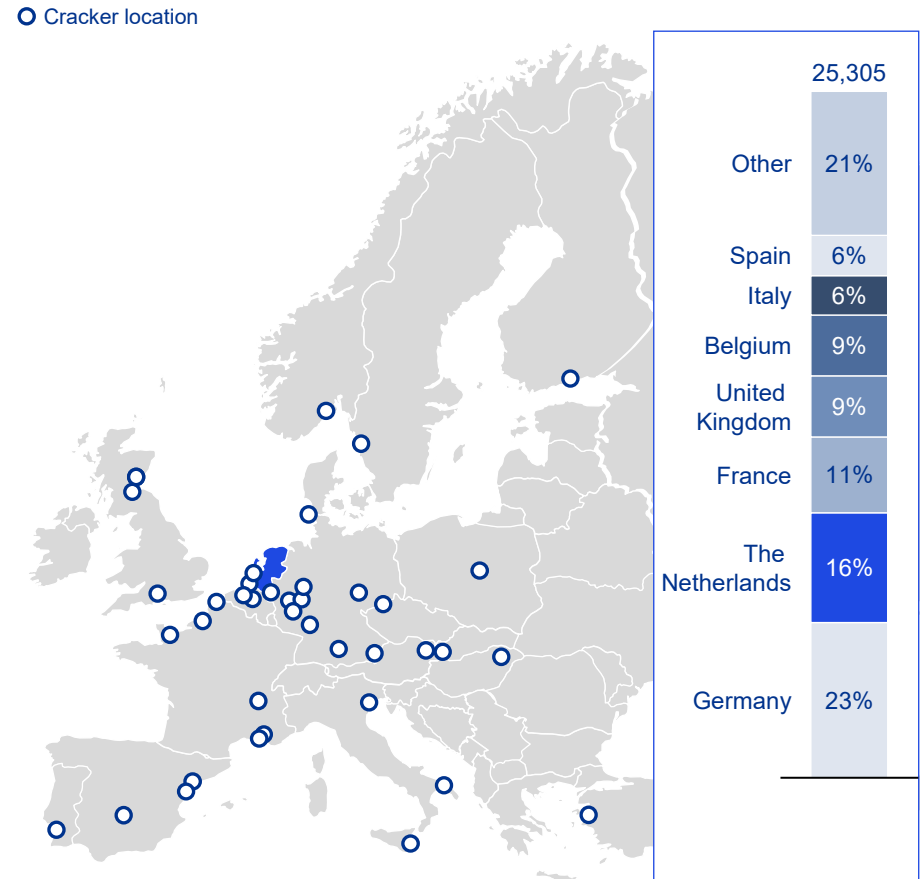 Cracker location
25,305
Other 21%
Spain 6%
Italy 6%
Belgium 9%
United
Kingdom 9%
France 11%
The
Netherlands 16%
Germany 23%